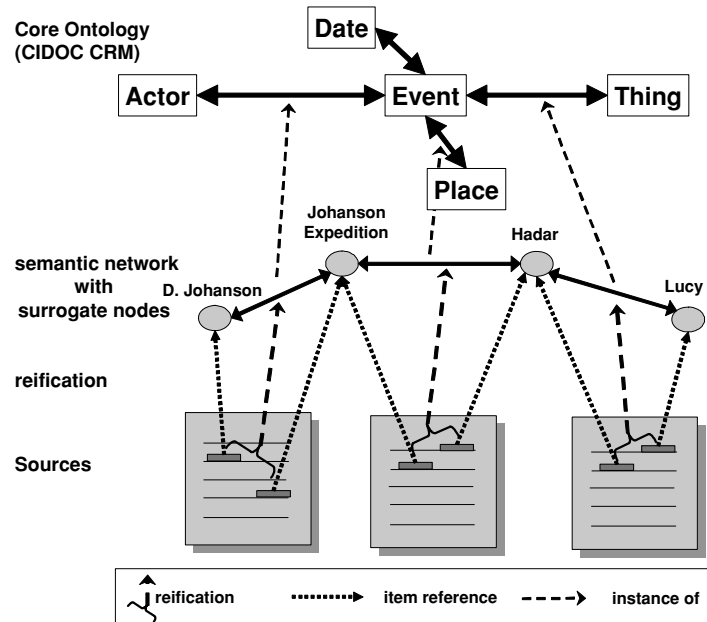 Core Ontology
(CIDOC CRM)
Date
Actor
Event
Thing
Place
Johanson
Expedition
Hadar
semantic network
with
surrogate nodes
D. Johanson
Lucy
reification
Sources
reification
item reference
instance of